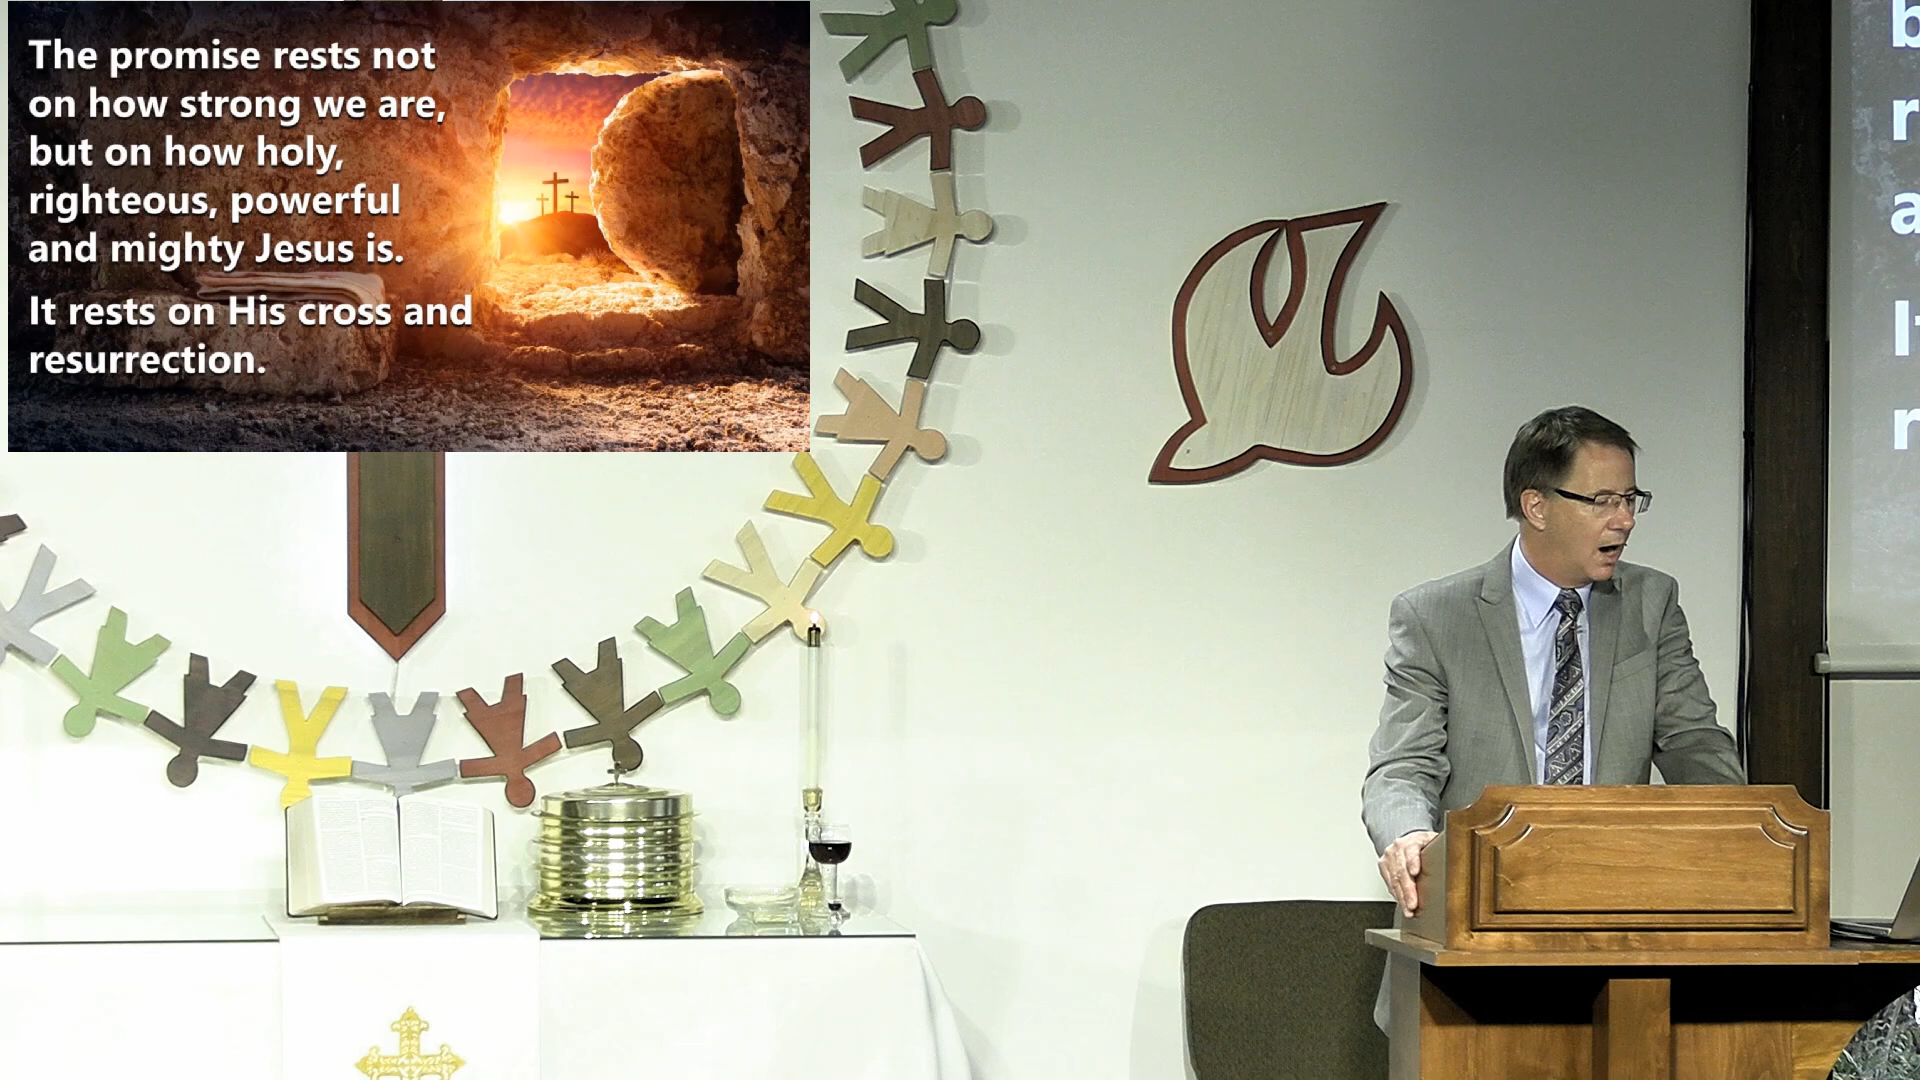 The promise rests not
on how strong we are,
but on how holy,
righteous, powerful
and mighty Jesus is.
It rests on His cross and
resurrection.